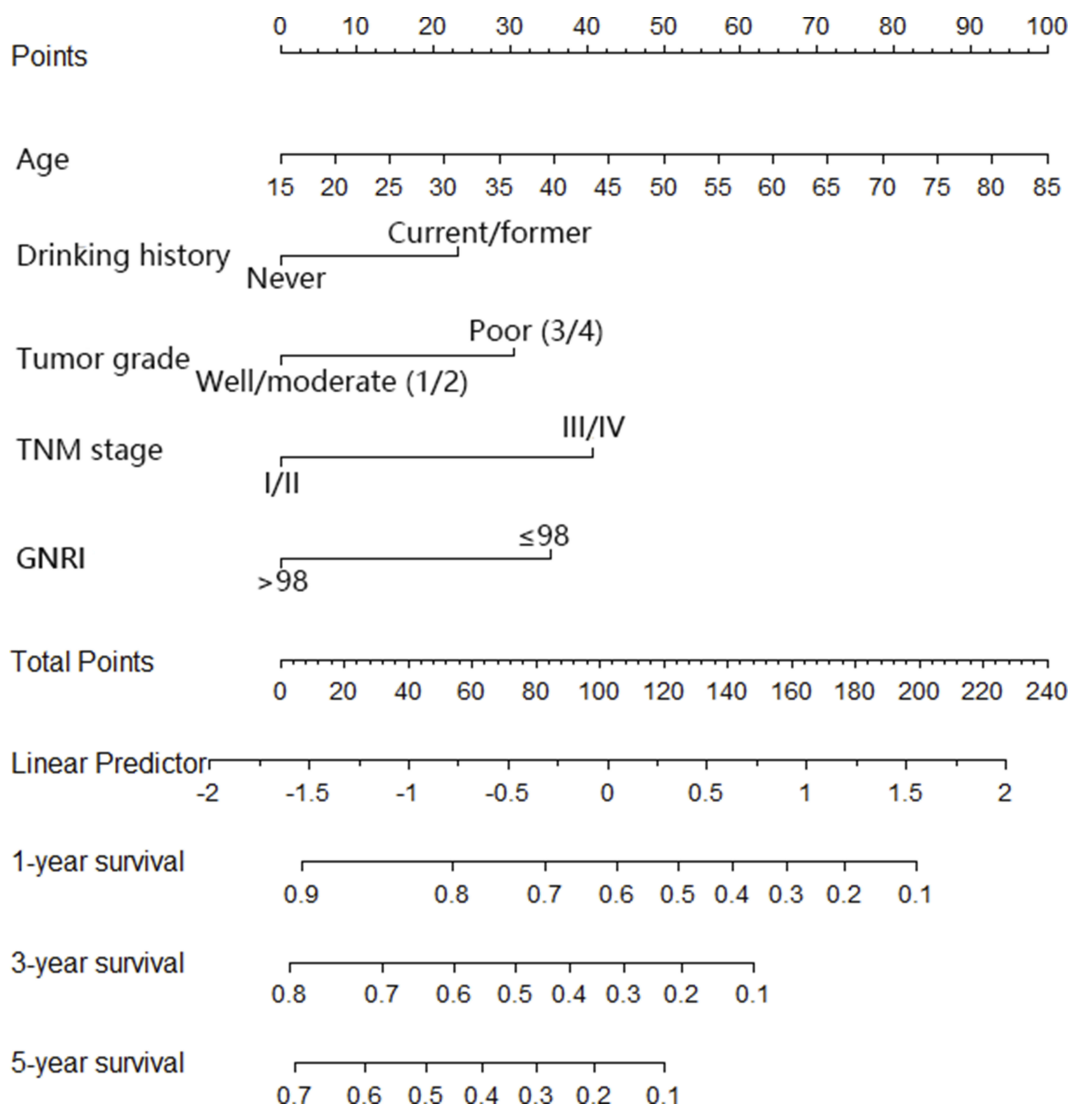 0 10 20 30 40 50 60 70 80 90 100
Points
Age
15 20 25 30 35 40 45 50 55 60 65 70 75 80 85
Current/former
Drinking history
Never
Poor (3/4)
Tumor grade
Well/moderate (1/2)
III/IV
TNM stage
I/II
≤98
GNRI
>98
Total Points
0 20 40 60 80 100 120 140 160 180 200 220 240
Linear Predictor
-2 -1.5 -1 -0.5 0 0.5 1 1.5 2
1-year survival
0.9 0.8 0.7 0.6 0.5 0.4 0.3 0.2 0.1
3-year survival
0.8 0.7 0.6 0.5 0.4 0.3 0.2 0.1
5-year survival
0.7 0.6 0.5 0.4 0.3 0.2 0.1